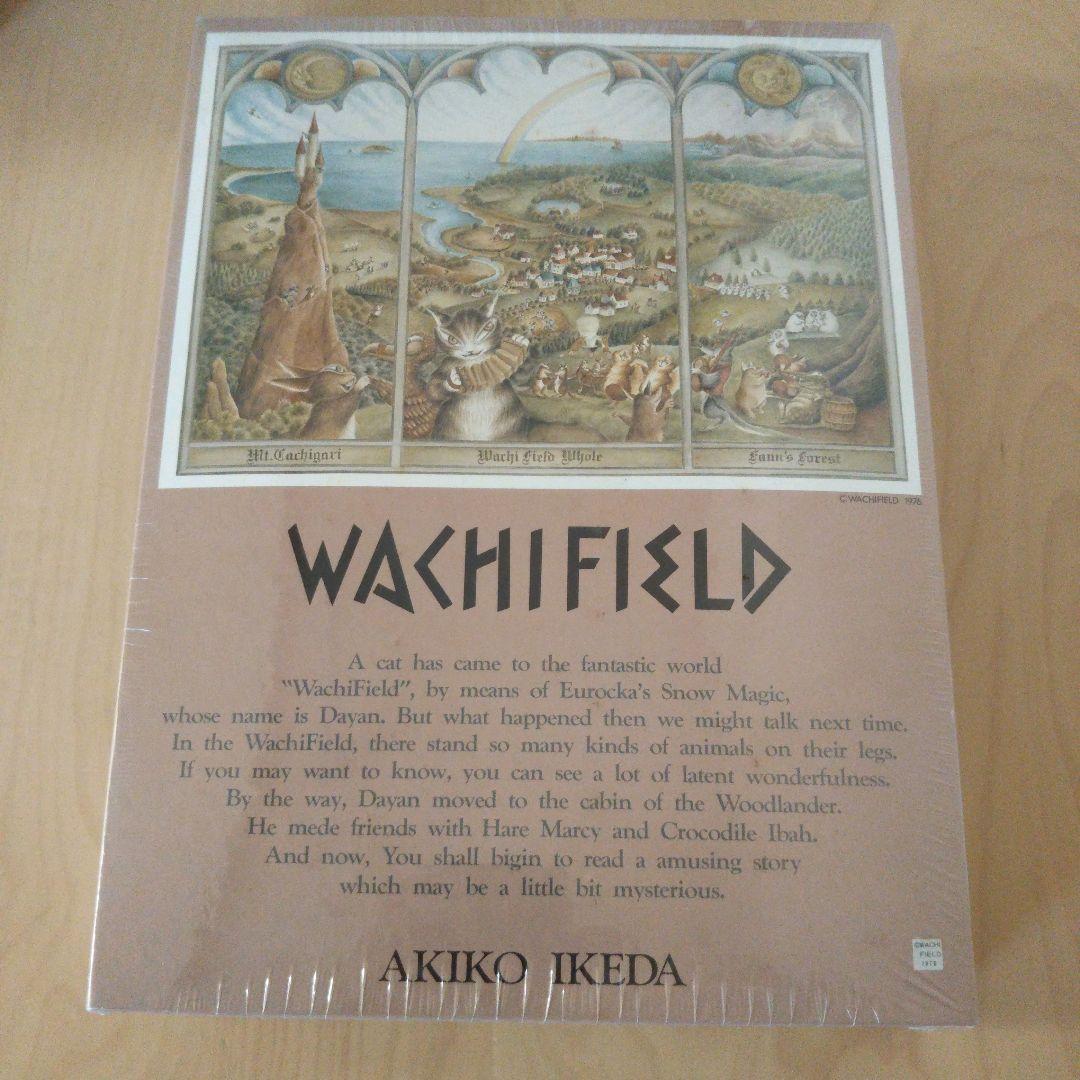 Mt.Cachigari
Wachi Field Whole
Fann's Forest
C.WACHIFIELD 1976
WACHIFIELD
A cat has came to the fantastic world
"WachiField", by means of Eurocka's Snow Magic,
whose name is Dayan. But what happened then we might talk next time.
In the WachiField, there stand so many kinds of animals on their legs.
If you may want to know, you can see a lot of latent wonderfulness.
By the way, Dayan moved to the cabin of the Woodlander.
He mede friends with Hare Marcy and Crocodile Ibah.
And now, You shall bigin to read a amusing story
which may be a little bit mysterious.
AKIKO IKEDA
©WACHI
FIELD
1976